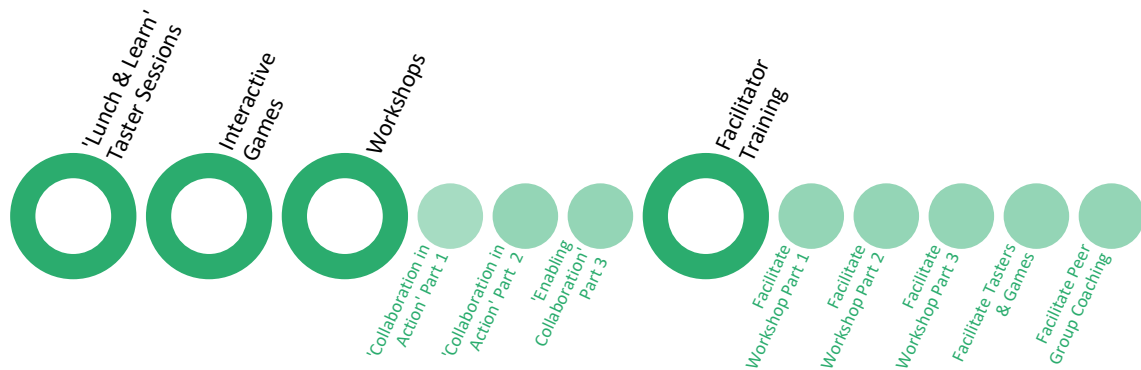 'Lunch & Learn'
Taster Sessions
Interactive
Games
Workshops
'Collaboration in
Action' Part 1
'Collaboration in
Action' Part 2
'Enabling
Collaboration'
Part 3
Facilitator
Training
Facilitate
Workshop Part 1
Facilitate
Workshop Part 2
Facilitate
Workshop Part 3
Facilitate Tasters
& Games
Facilitate Peer
Group Coaching